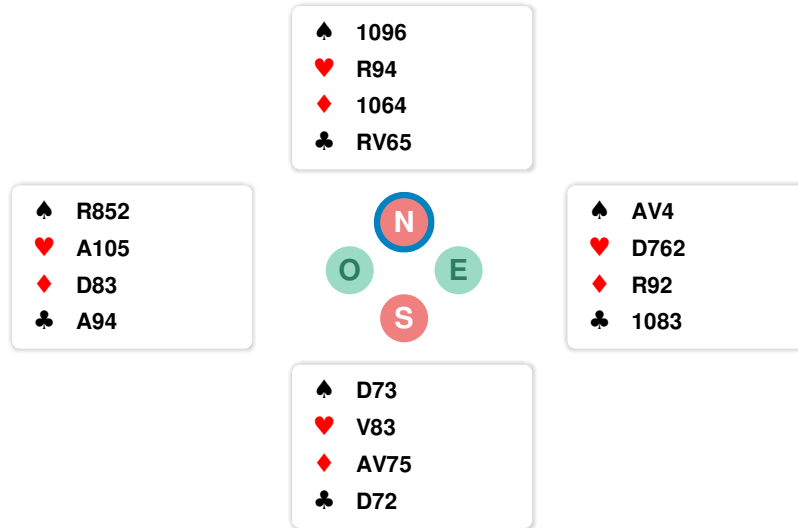 ♠ 1096
♥ R94
♦ 1064
♣ RV65
♠ R852
♥ A105
♦ D83
♣ A94
N
O E
S
♠ AV4
♥ D762
♦ R92
♣ 1083
♠ D73
♥ V83
♦ AV75
♣ D72